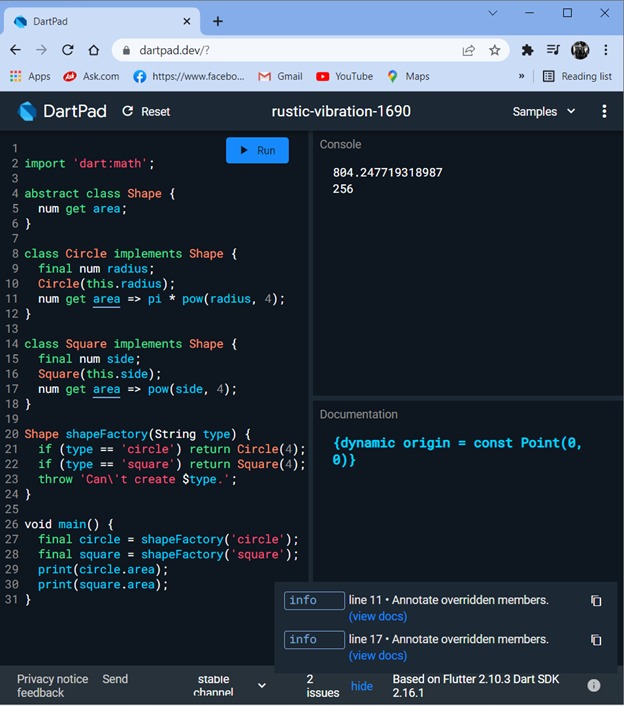 DartPad
dartpad.dev/?
Apps Ask.com https://www.facebo... Gmail YouTube Maps » Reading list
DartPad Reset rustic-vibration-1690 Samples
Run
1
2 import 'dart:math';
3
4 abstract class Shape {
5 num get area;
6 }
7
8 class Circle implements Shape {
9 final num radius;
10 Circle(this.radius);
11 num get area => pi * pow(radius, 4);
12 }
13
14 class Square implements Shape {
15 final num side;
16 Square(this.side);
17 num get area => pow(side, 4);
18 }
19
20 Shape shapeFactory(String type) {
21 if (type == 'circle') return Circle(4);
22 if (type == 'square') return Square(4);
23 throw 'Can\'t create $type.';
24 }
25
26 void main() {
27 final circle = shapeFactory('circle');
28 final square = shapeFactory('square');
29 print(circle.area);
30 print(square.area);
31 }
Console
804.247719318987
256
Documentation
{dynamic origin = const Point(0,
0)}
info line 11 • Annotate overridden members.
(view docs)
info line 17 • Annotate overridden members.
(view docs)
Privacy notice
feedback
Send
stable
channel
2
issues
hide
Based on Flutter 2.10.3 Dart SDK
2.16.1